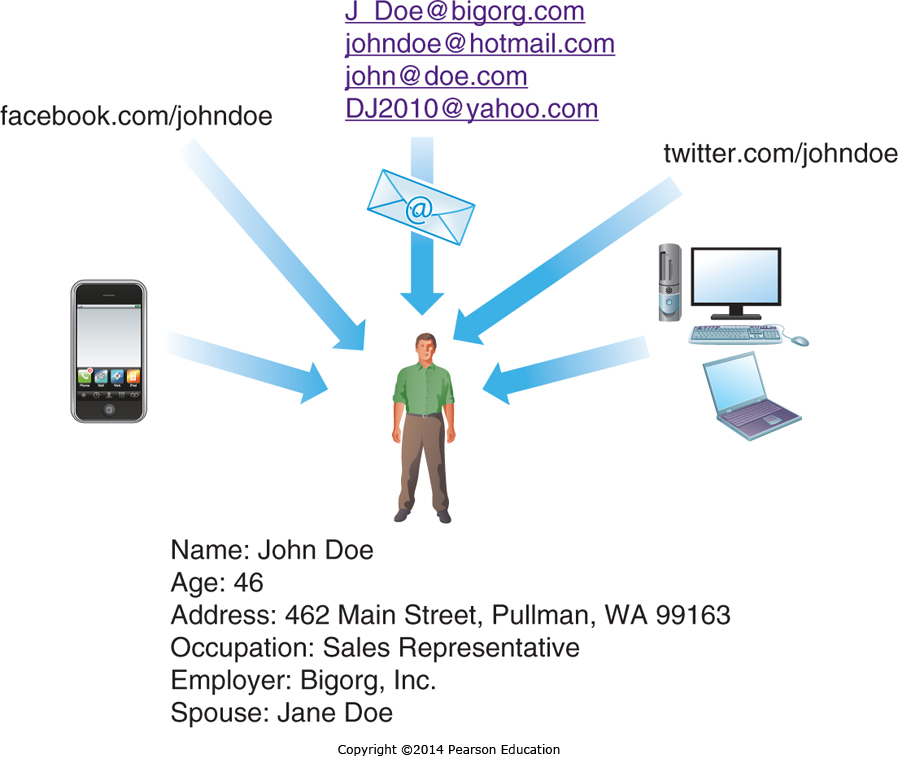 J_Doe@bigorg.com
johndoe@hotmail.com
john@doe.com
DJ2010@yahoo.com
facebook.com/johndoe
twitter.com/johndoe
@
Name: John Doe
Age: 46
Address: 462 Main Street, Pullman, WA 99163
Occupation: Sales Representative
Employer: Bigorg, Inc.
Spouse: Jane Doe
Copyright ©2014 Pearson Education